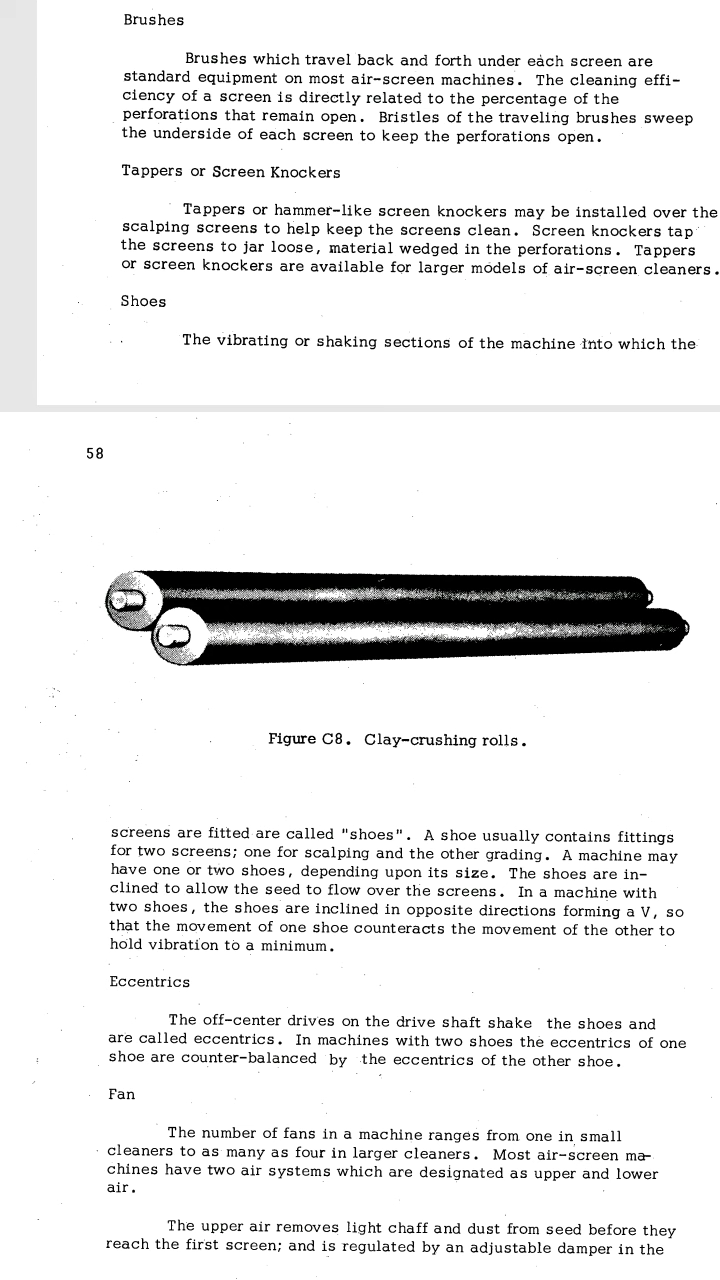 Brushes
Brushes which travel back and forth under each screen are
standard equipment on most air-screen machines. The cleaning effi-
ciency of a screen is directly related to the percentage of the
perforations that remain open. Bristles of the traveling brushes sweep
the underside of each screen to keep the perforations open.
Tappers or Screen Knockers
Tappers or hammer-like screen knockers may be installed over the
scalping screens to help keep the screens clean. Screen knockers tap
the screens to jar loose, material wedged in the perforations. Tappers
or screen knockers are available for larger models of air-screen cleaners.
Shoes
The vibrating or shaking sections of the machine into which the
58
Figure C8. Clay-crushing rolls.
screens are fitted are called "shoes". A shoe usually contains fittings
for two screens; one for scalping and the other grading. A machine may
have one or two shoes, depending upon its size. The shoes are in-
clined to allow the seed to flow over the screens. In a machine with
two shoes, the shoes are inclined in opposite directions forming a V, so
that the movement of one shoe counteracts the movement of the other to
hold vibration to a minimum.
Eccentrics
The off-center drives on the drive shaft shake the shoes and
are called eccentrics. In machines with two shoes the eccentrics of one
shoe are counter-balanced by the eccentrics of the other shoe.
Fan
The number of fans in a machine ranges from one in small
cleaners to as many as four in larger cleaners. Most air-screen ma-
chines have two air systems which are designated as upper and lower
air.
The upper air removes light chaff and dust from seed before they
reach the first screen; and is regulated by an adjustable damper in the